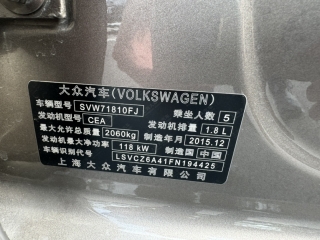 大众汽车(VOLKSWAGEN)
车辆型号 SVW71810FJ 乘坐人数 5
发动机型号 CEA 发动机排量 1.8 L
最大允许总质量 2060kg 制造年月 2015.12
发动机最大净功率 118 kW 制造国 中国
车辆识别代号 LSVCZ6A41FN194425
上海大众汽车有限公司